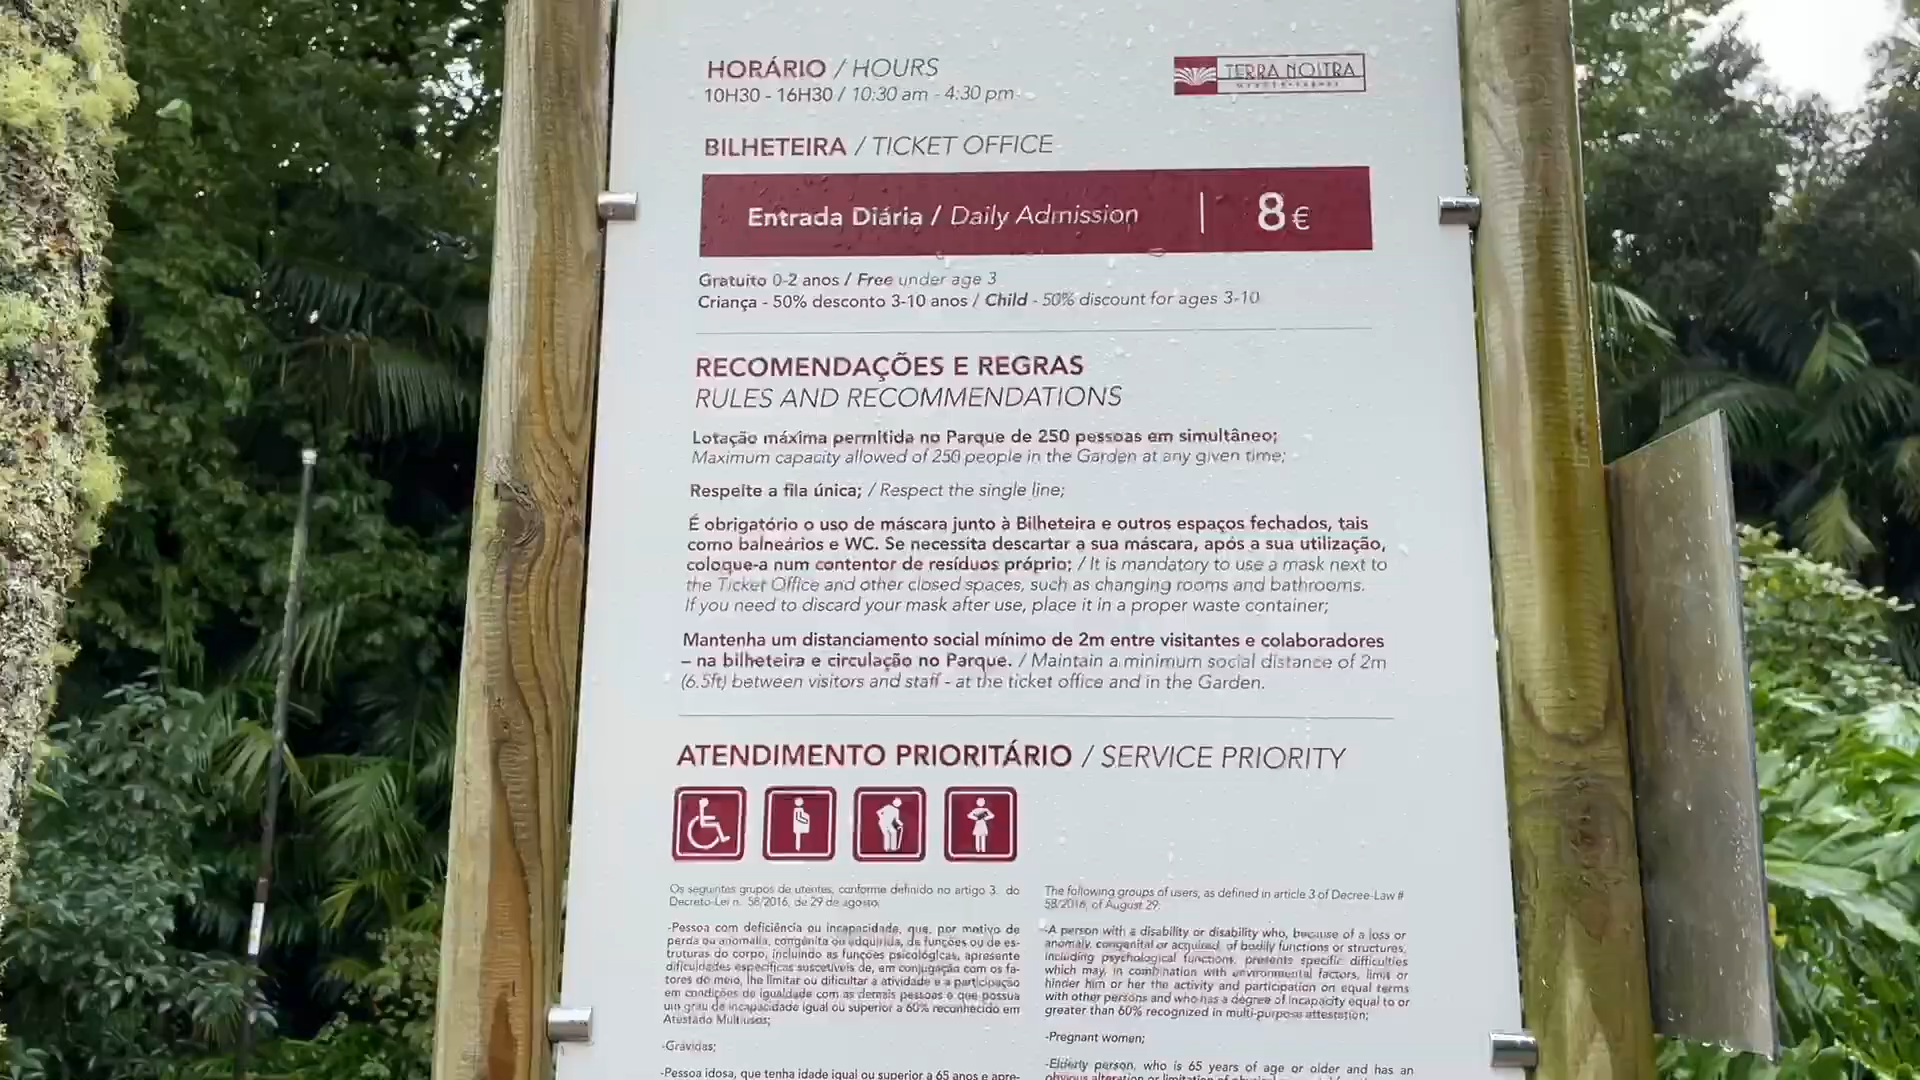 HORÁRIO / HOURS
10H30 - 16H30 / 10:30 am - 4:30 pm
TERRA NOSTRA
BILHETEIRA / TICKET OFFICE
Entrada Diária / Daily Admission | 8€
Gratuito 0-2 anos / Free under age 3
Criança - 50% desconto 3-10 anos / Child - 50% discount for ages 3-10
RECOMENDAÇÕES E REGRAS
RULES AND RECOMMENDATIONS
Lotação máxima permitida no Parque de 250 pessoas em simultâneo;
Maximum capacity allowed of 250 people in the Garden at any given time;
Respeite a fila única; / Respect the single line;
É obrigatório o uso de máscara junto à Bilheteira e outros espaços fechados, tais
como balneários e WC. Se necessita descartar a sua máscara, após a sua utilização,
coloque-a num contentor de resíduos próprio; / It is mandatory to use a mask next to
the Ticket Office and other closed spaces, such as changing rooms and bathrooms.
If you need to discard your mask after use, place it in a proper waste container;
Mantenha um distanciamento social mínimo de 2m entre visitantes e colaboradores
– na bilheteira e circulação no Parque. / Maintain a minimum social distance of 2m
(6.5ft) between visitors and staff - at the ticket office and in the Garden.
ATENDIMENTO PRIORITÁRIO / SERVICE PRIORITY
Os seguintes grupos de utentes, conforme definido no artigo 3. do
Decreto-Lei n. 58/2016, de 29 de agosto;
-Pessoa com deficiência ou incapacidade, que, por motivo de
perda ou anomalia, congénita ou adquirida, de funções ou de es-
truturas do corpo, incluindo as funções psicológicas, apresente
dificuldades específicas suscetíveis de, em conjugação com os fa-
tores do meio, lhe limitar ou dificultar a atividade e a participação
em condições de igualdade com as demais pessoas e que possua
um grau de incapacidade igual ou superior a 60% reconhecido em
Atestado Multiusos;
-Grávidas;
-Pessoa idosa, que tenha idade igual ou superior a 65 anos e apre-
The following groups of users, as defined in article 3 of Decree-Law #
58/2016, of August 29;
-A person with a disability or disability who, because of a loss or
anomaly, congenital or acquired, of bodily functions or structures,
including psychological functions, presents specific difficulties
which may, in combination with environmental factors, limit or
hinder him or her the activity and participation on equal terms
with other persons and who has a degree of incapacity equal to or
greater than 60% recognized in multi-purpose attestation;
-Pregnant women;
-Elderly person, who is 65 years of age or older and has an
obvious alteration or limitation of